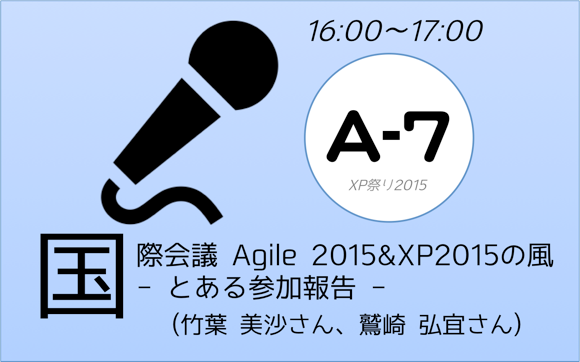 16:00～17:00
A-7
XP祭り2015
国際会議 Agile 2015&XP2015の風
- とある参加報告 -
(竹葉 美沙さん、鷲崎 弘宜さん)